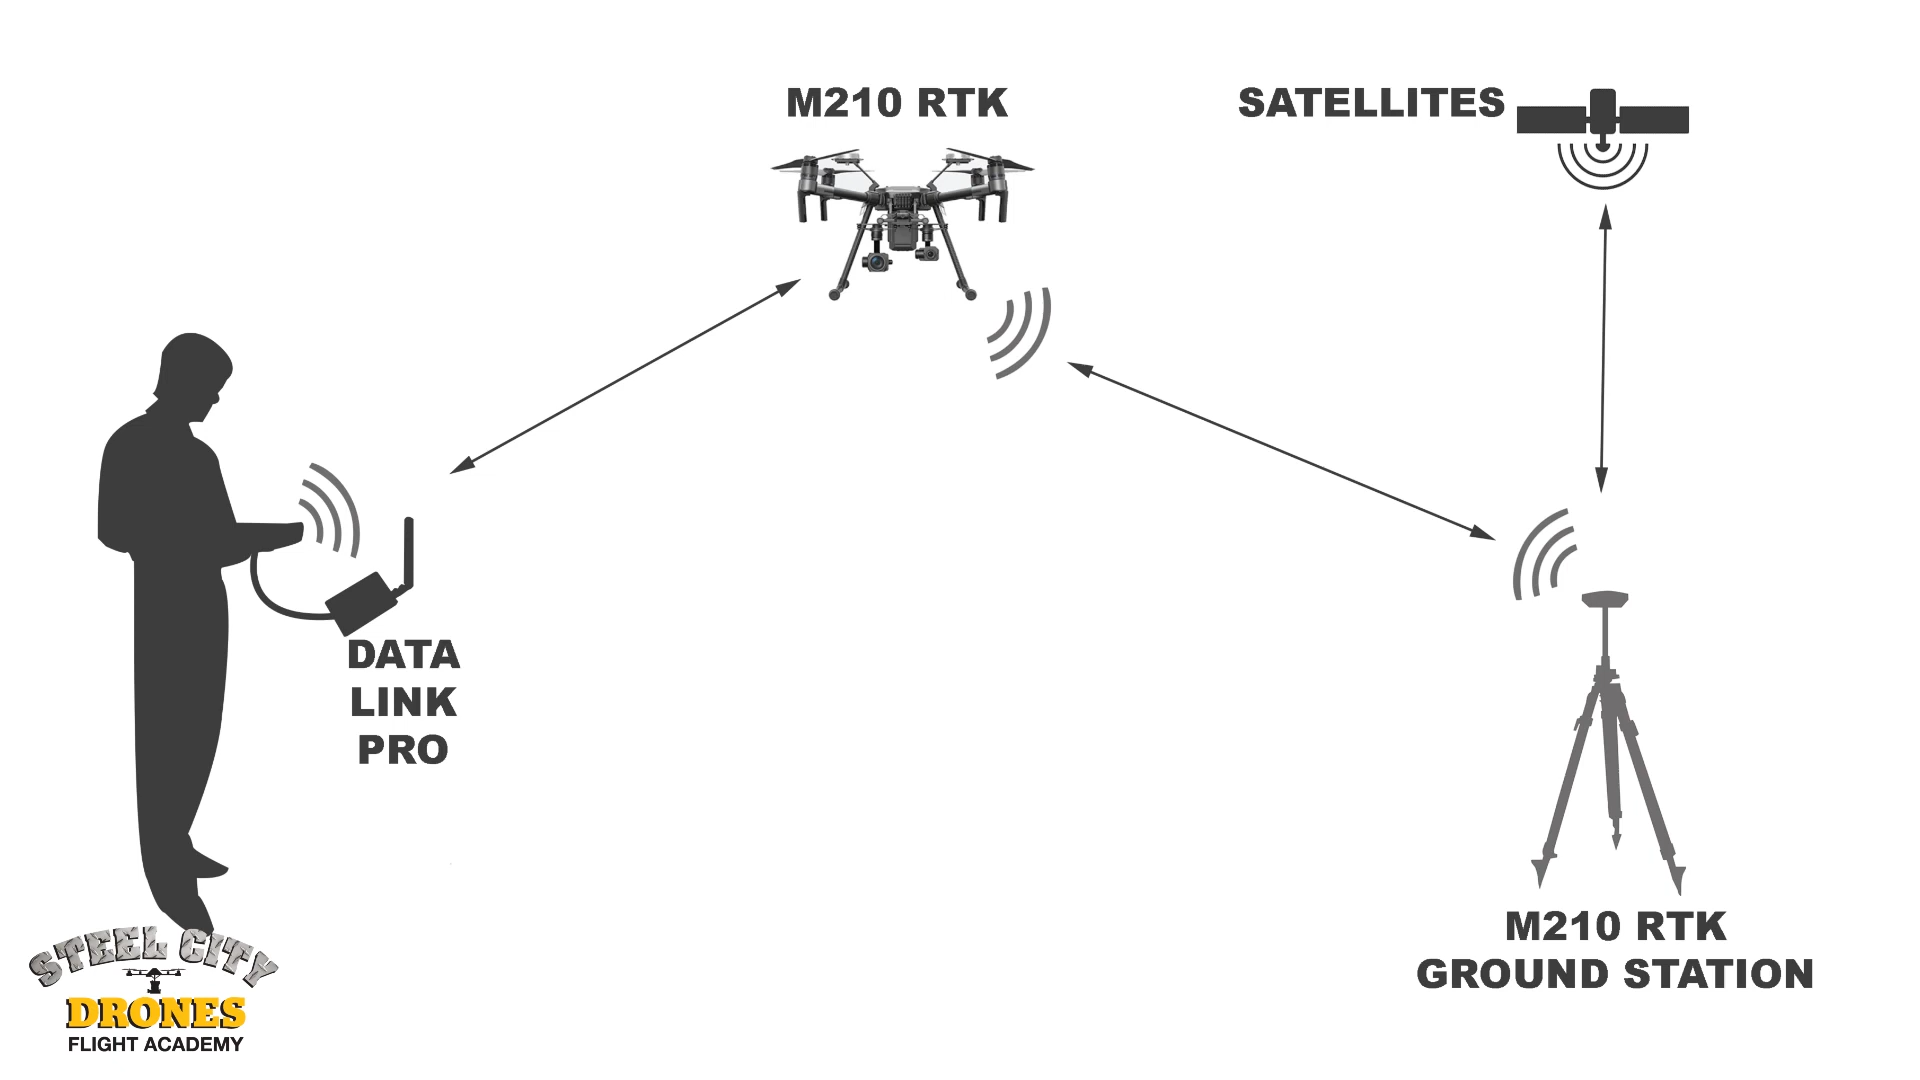 M210 RTK
SATELLITES
DATA
LINK
PRO
M210 RTK
GROUND STATION
STEEL CITY
DRONES
FLIGHT ACADEMY